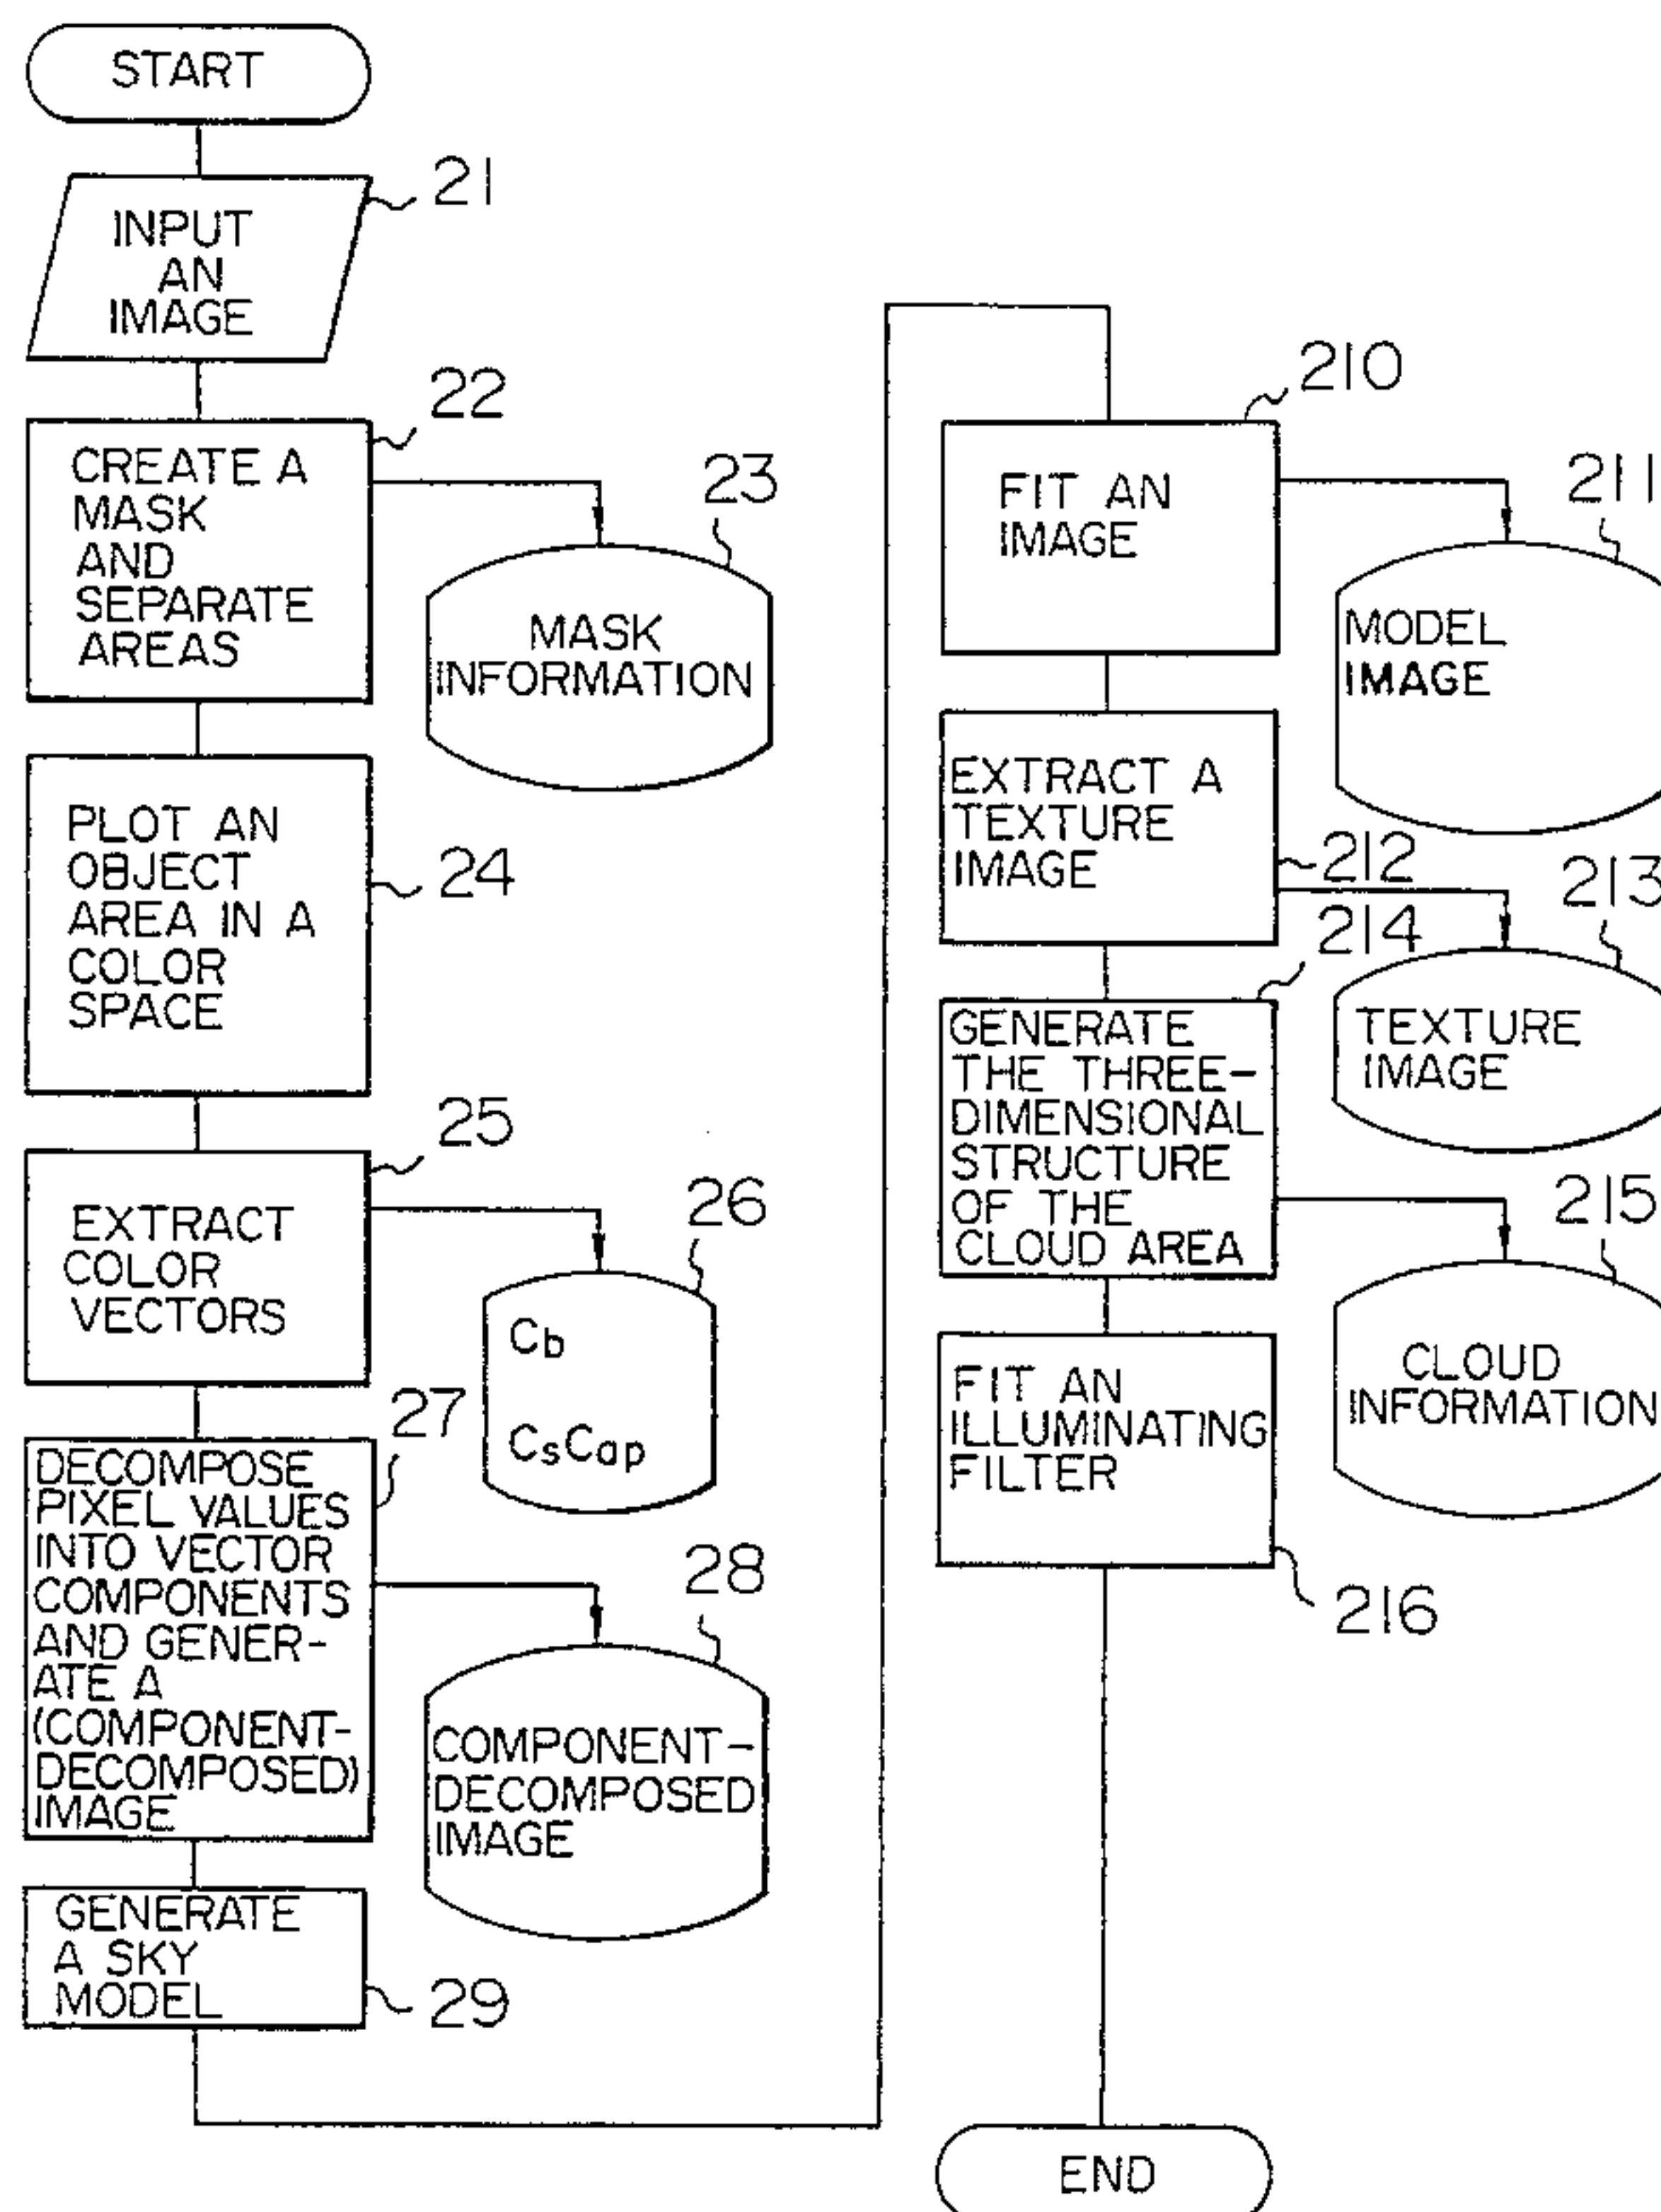 START
21
INPUT
AN
IMAGE
22
CREATE A
MASK
AND
SEPARATE
AREAS
23
MASK
INFORMATION
PLOT AN
OBJECT
AREA IN A
COLOR
SPACE
24
25
EXTRACT
COLOR
VECTORS
26
Cb
CsCap
27
DECOMPOSE
PIXEL VALUES
INTO VECTOR
COMPONENTS
AND GENER-
ATE A
(COMPONENT-
DECOMPOSED)
IMAGE
28
COMPONENT-
DECOMPOSED
IMAGE
GENERATE
A SKY
MODEL
29
210
FIT AN
IMAGE
211
MODEL
IMAGE
EXTRACT A
TEXTURE
IMAGE
212
213
TEXTURE
IMAGE
214
GENERATE
THE THREE-
DIMENSIONAL
STRUCTURE
OF THE
CLOUD AREA
215
CLOUD
INFORMATION
FIT AN
ILLUMINATING
FILTER
216
END